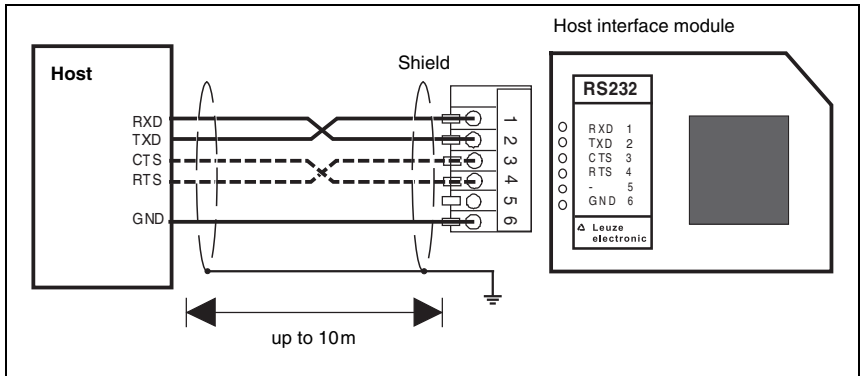 Host interface module
Host
Shield
RXD
TXD
CTS
RTS
GND
1
2
3
4
5
6
RS232
RXD 1
TXD 2
CTS 3
RTS 4
- 5
GND 6
Leuze
electronic
up to 10m